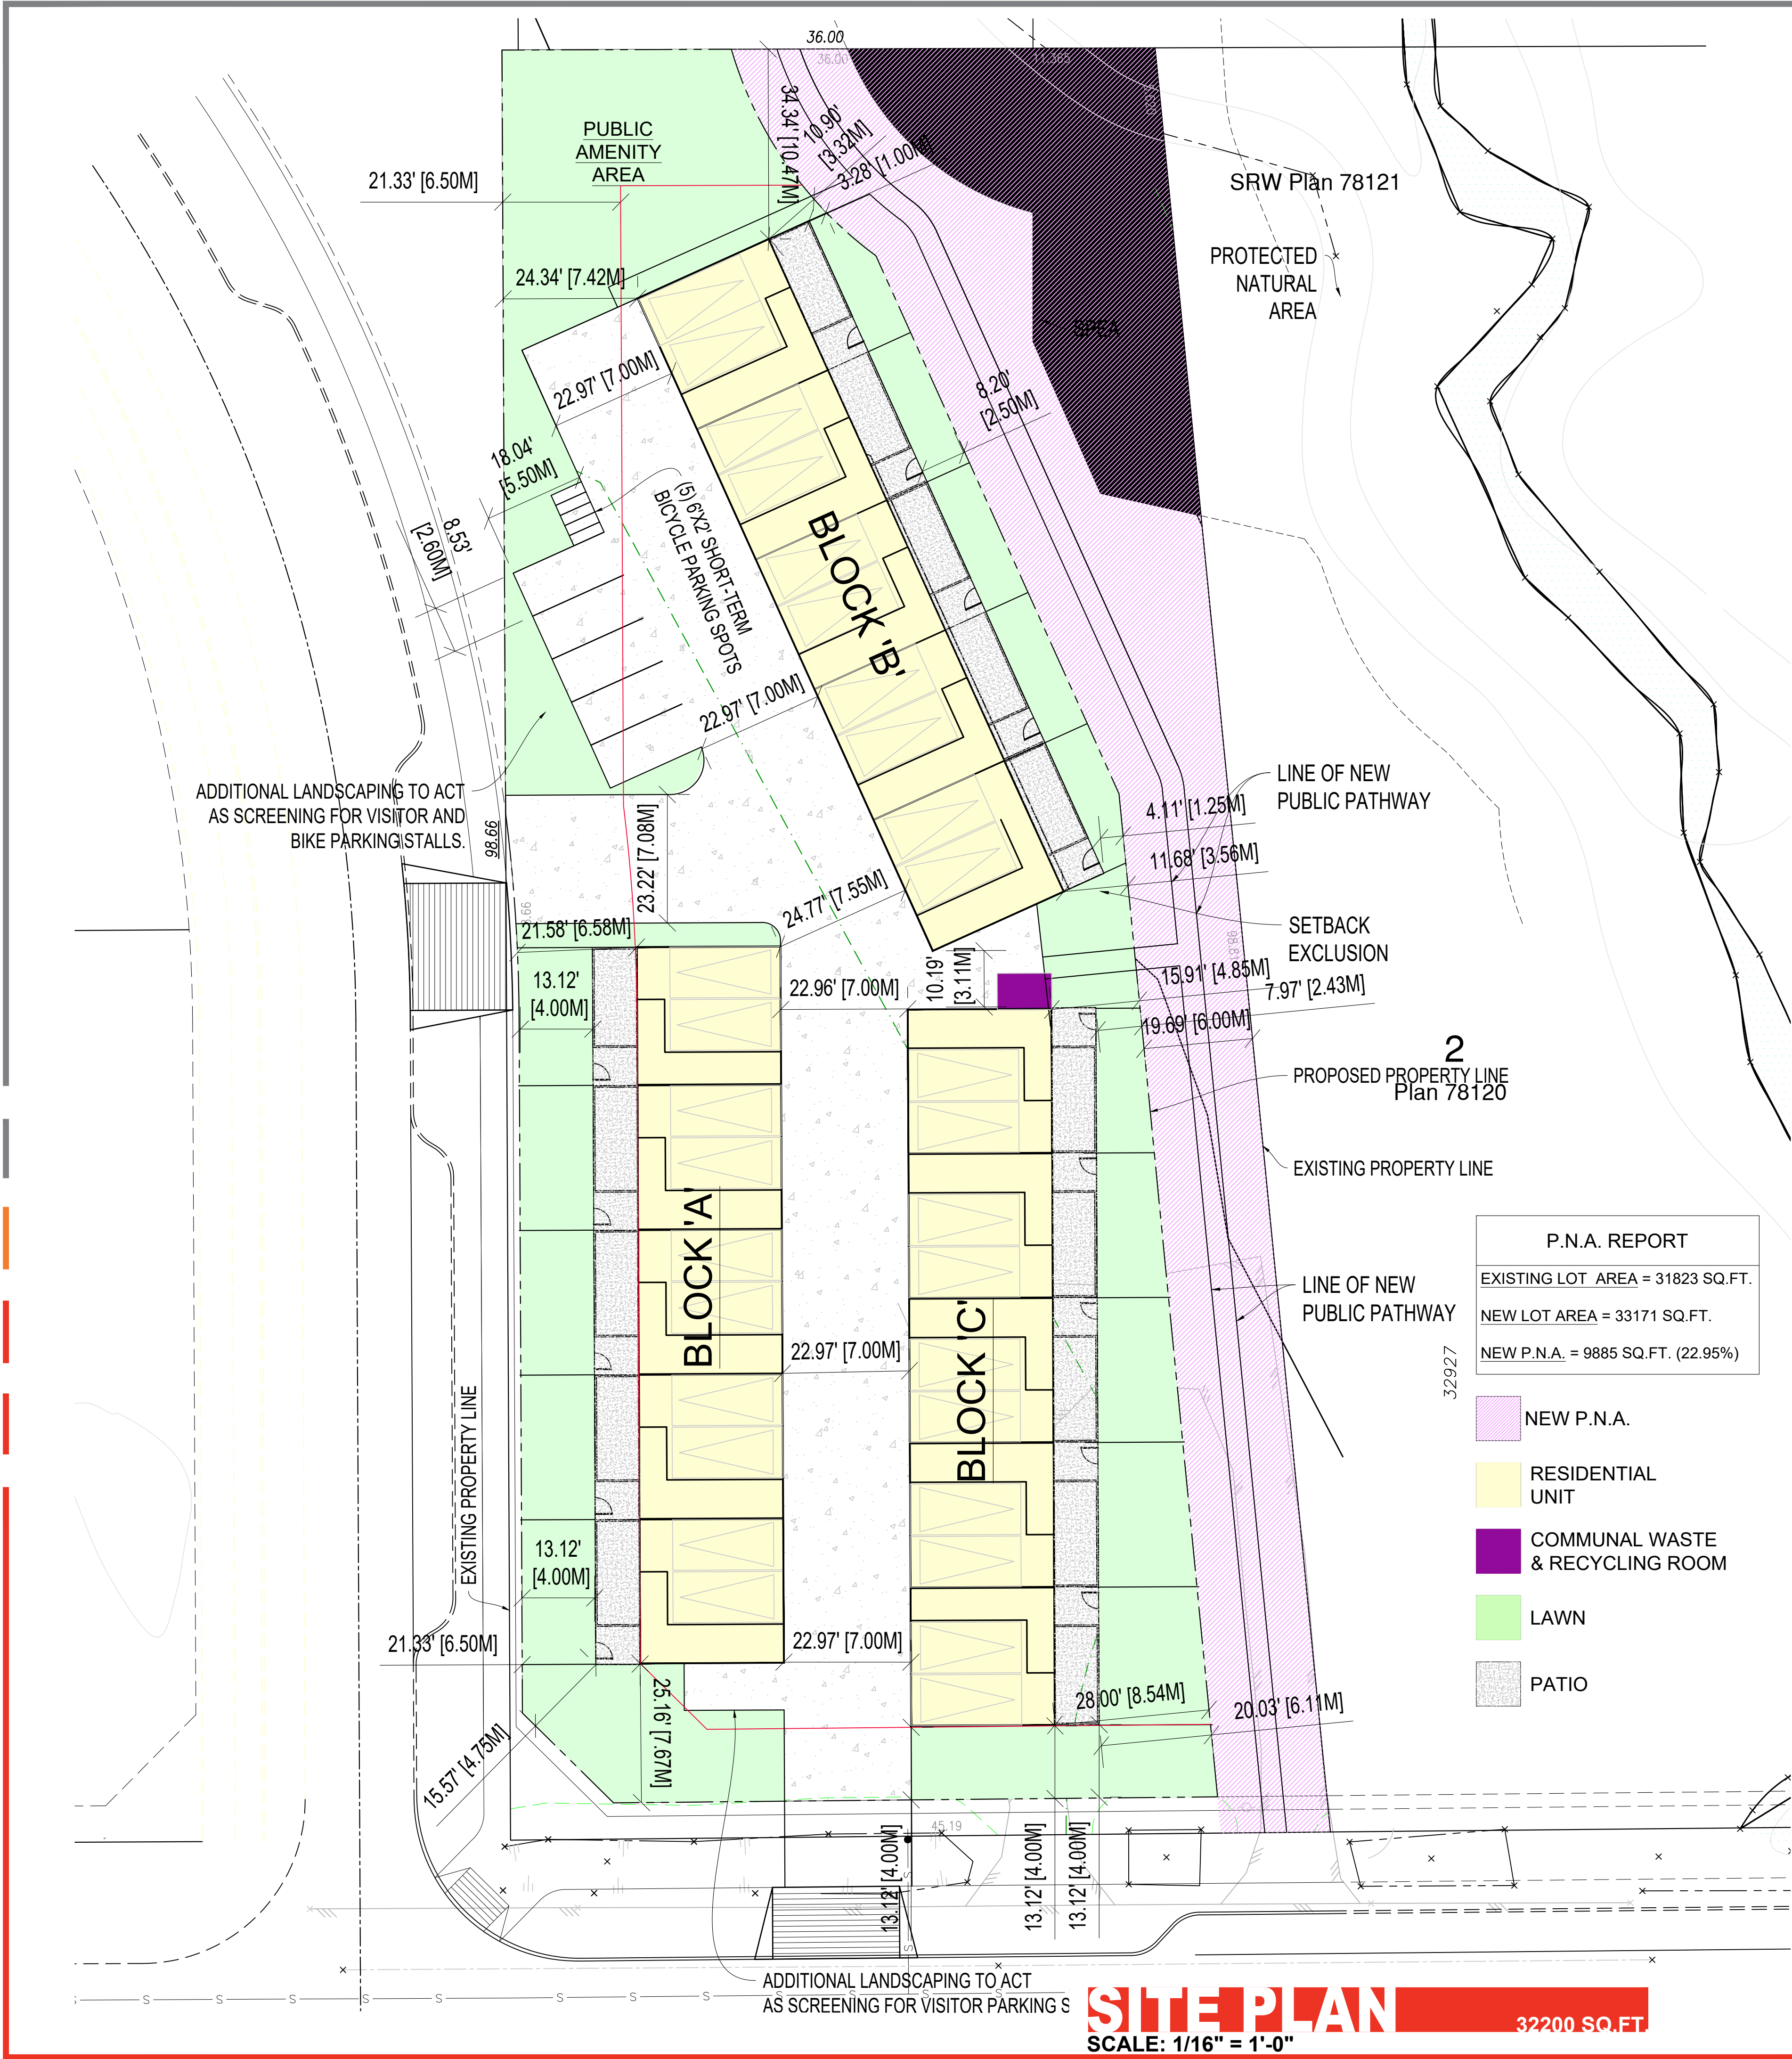 36.00
36.00
11.365
PUBLIC
AMENITY
AREA
34.34' [10.47M]
10.90'
[3.32M]
3.28' [1.00M]
21.33' [6.50M]
SRW Plan 78121
PROTECTED
NATURAL
AREA
24.34' [7.42M]
SPEA
22.97' [7.00M]
8.20'
[2.50M]
18.04'
[5.50M]
8.53'
[2.60M]
(5) 6'X2' SHORT-TERM
BICYCLE PARKING SPOTS
BLOCK 'B'
22.97' [7.00M]
ADDITIONAL LANDSCAPING TO ACT
AS SCREENING FOR VISITOR AND
BIKE PARKING STALLS.
98.66
LINE OF NEW
PUBLIC PATHWAY
4.11' [1.25M]
11.68' [3.56M]
23.22' [7.08M]
24.77' [7.55M]
21.58' [6.58M]
SETBACK
EXCLUSION
13.12'
[4.00M]
22.96' [7.00M]
10.19'
[3.11M]
15.91' [4.85M]
7.97' [2.43M]
19.69' [6.00M]
2
Plan 78120
PROPOSED PROPERTY LINE
EXISTING PROPERTY LINE
BLOCK 'A'
BLOCK 'C'
LINE OF NEW
PUBLIC PATHWAY
22.97' [7.00M]
32927
P.N.A. REPORT
EXISTING LOT AREA = 31823 SQ.FT.
NEW LOT AREA = 33171 SQ.FT.
NEW P.N.A. = 9885 SQ.FT. (22.95%)
NEW P.N.A.
RESIDENTIAL
UNIT
COMMUNAL WASTE
& RECYCLING ROOM
LAWN
PATIO
EXISTING PROPERTY LINE
13.12'
[4.00M]
21.33' [6.50M]
22.97' [7.00M]
25.16' [7.67M]
28.00' [8.54M]
20.03' [6.11M]
15.57' [4.75M]
45.19
13.12' [4.00M]
13.12' [4.00M]
13.12' [4.00M]
ADDITIONAL LANDSCAPING TO ACT
AS SCREENING FOR VISITOR PARKING S
S S S S S S S S S
SITE PLAN
32200 SQ.FT.
SCALE: 1/16" = 1'-0"